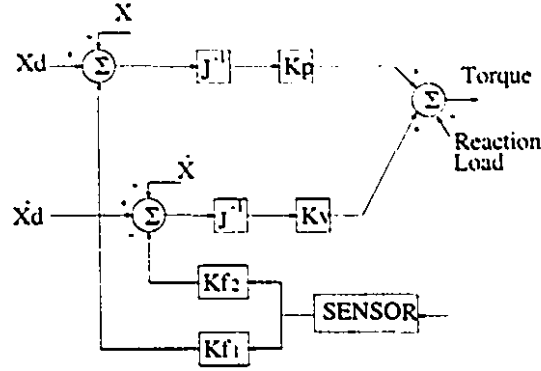 X
Xd
Σ
J⁻¹
Kp
Σ
Torque
Reaction
Load
Ẋ
Ẋd
Σ
J⁻¹
Kv
Kf2
SENSOR
Kf1